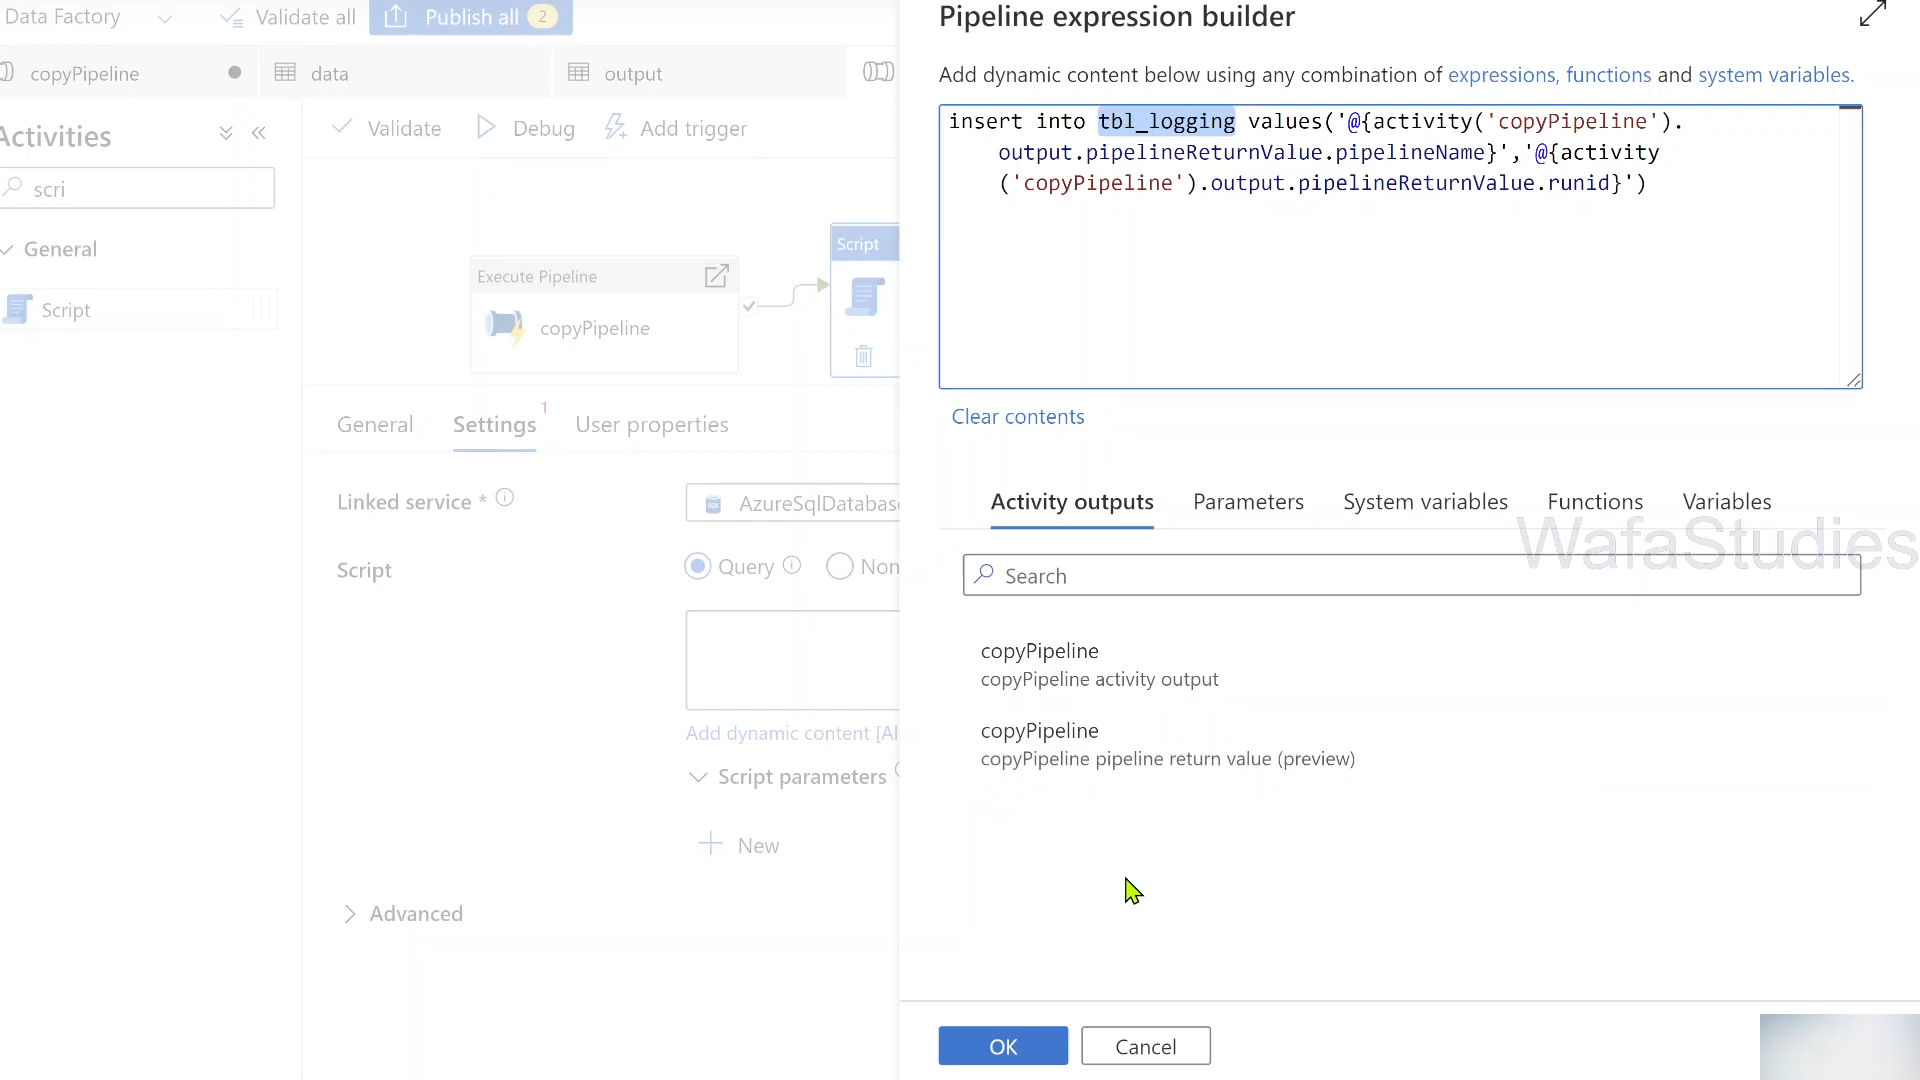 Data Factory
Validate all
Publish all 2
Pipeline expression builder
copyPipeline
data
output
Add dynamic content below using any combination of expressions, functions and system variables.
Activities
Validate
Debug
Add trigger
insert into tbl_logging values('@{activity('copyPipeline').
output.pipelineReturnValue.pipelineName}','@{activity
('copyPipeline').output.pipelineReturnValue.runid}')
scri
General
Script
Script
Execute Pipeline
copyPipeline
Clear contents
General
Settings 1
User properties
Linked service *
AzureSqlDatabase
Script
Query
Non
Add dynamic content [Al
Script parameters
New
Advanced
Activity outputs
Parameters
System variables
Functions
Variables
WafaStudies
Search
copyPipeline
copyPipeline activity output
copyPipeline
copyPipeline pipeline return value (preview)
OK
Cancel